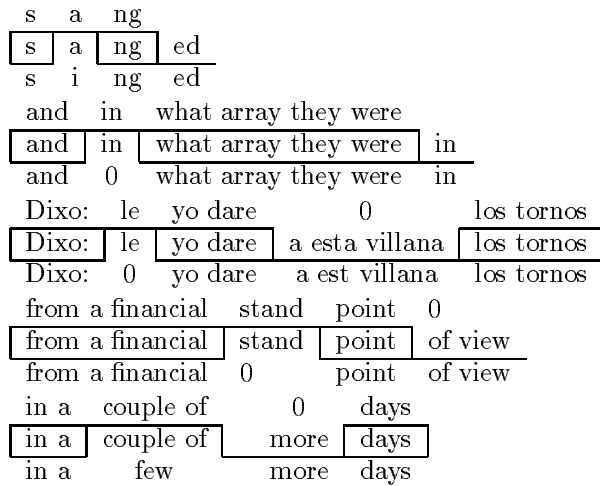 s a ng
s a ng ed
s i ng ed
and in what array they were
and in what array they were in
and 0 what array they were in
Dixo: le yo dare 0 los tornos
Dixo: le yo dare a esta villana los tornos
Dixo: 0 yo dare a est villana los tornos
from a financial stand point 0
from a financial stand point of view
from a financial 0 point of view
in a couple of 0 days
in a couple of more days
in a few more days